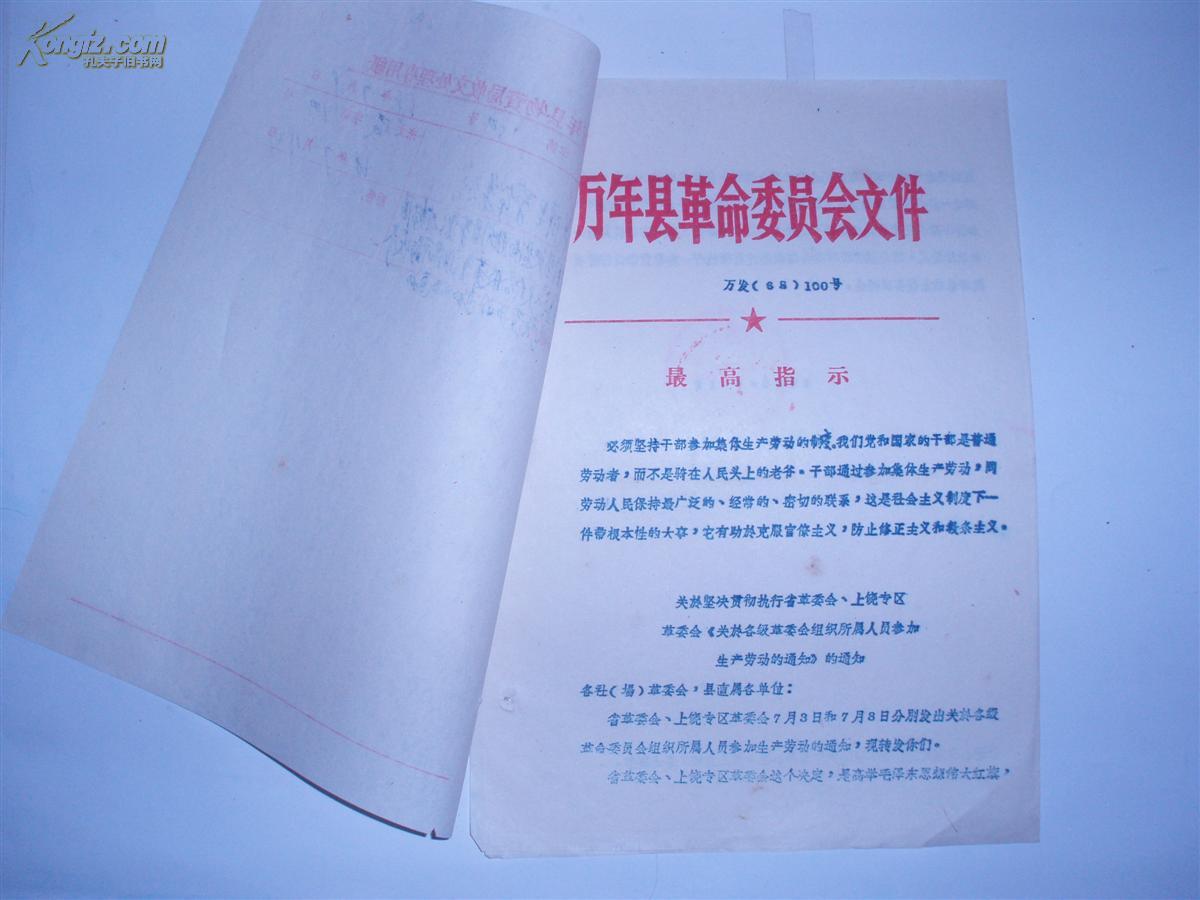 Kongfz.com
孔夫子旧书网
万年县革命委员会文件
万发(68)100号
最高指示
必须坚持干部参加集体生产劳动的制度。我们党和国家的干部是普通
劳动者,而不是骑在人民头上的老爷。干部通过参加集体生产劳动,同
劳动人民保持最广泛的、经常的、密切的联系,这是社会主义制度下一
件带根本性的大事,它有助於克服官僚主义,防止修正主义和教条主义。
关於坚决贯彻执行省革委会、上饶专区
革委会《关於各级革委会组织所属人员参加
生产劳动的通知》的通知
各社(场)革委会,县直属各单位:
省革委会、上饶专区革委会7月3日和7月8日分别发出关於各级
革命委员会组织所属人员参加生产劳动的通知,现转发你们。
省革委会、上饶专区革委会这个决定,是高举毛泽东思想伟大红旗,